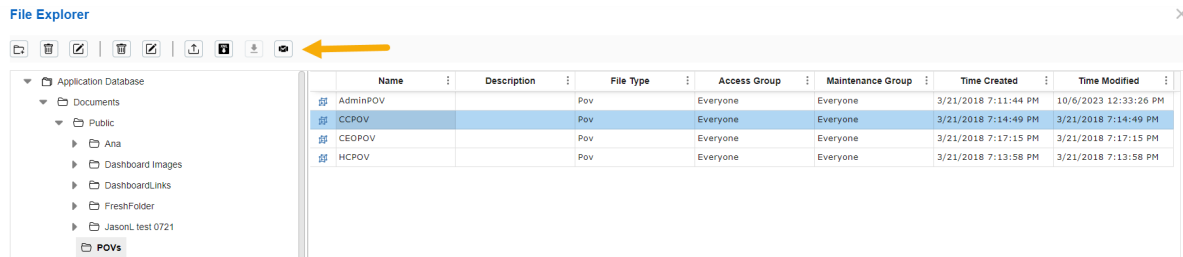 File Explorer
Application Database
Documents
Public
Ana
Dashboard Images
DashboardLinks
FreshFolder
JasonL test 0721
POVs
Name Description File Type Access Group Maintenance Group Time Created Time Modified
AdminPOV Pov Everyone Everyone 3/21/2018 7:11:44 PM 10/6/2023 12:33:26 PM
CCPOV Pov Everyone Everyone 3/21/2018 7:14:49 PM 3/21/2018 7:14:49 PM
CEOPOV Pov Everyone Everyone 3/21/2018 7:17:15 PM 3/21/2018 7:17:15 PM
HCPOV Pov Everyone Everyone 3/21/2018 7:13:58 PM 3/21/2018 7:13:58 PM